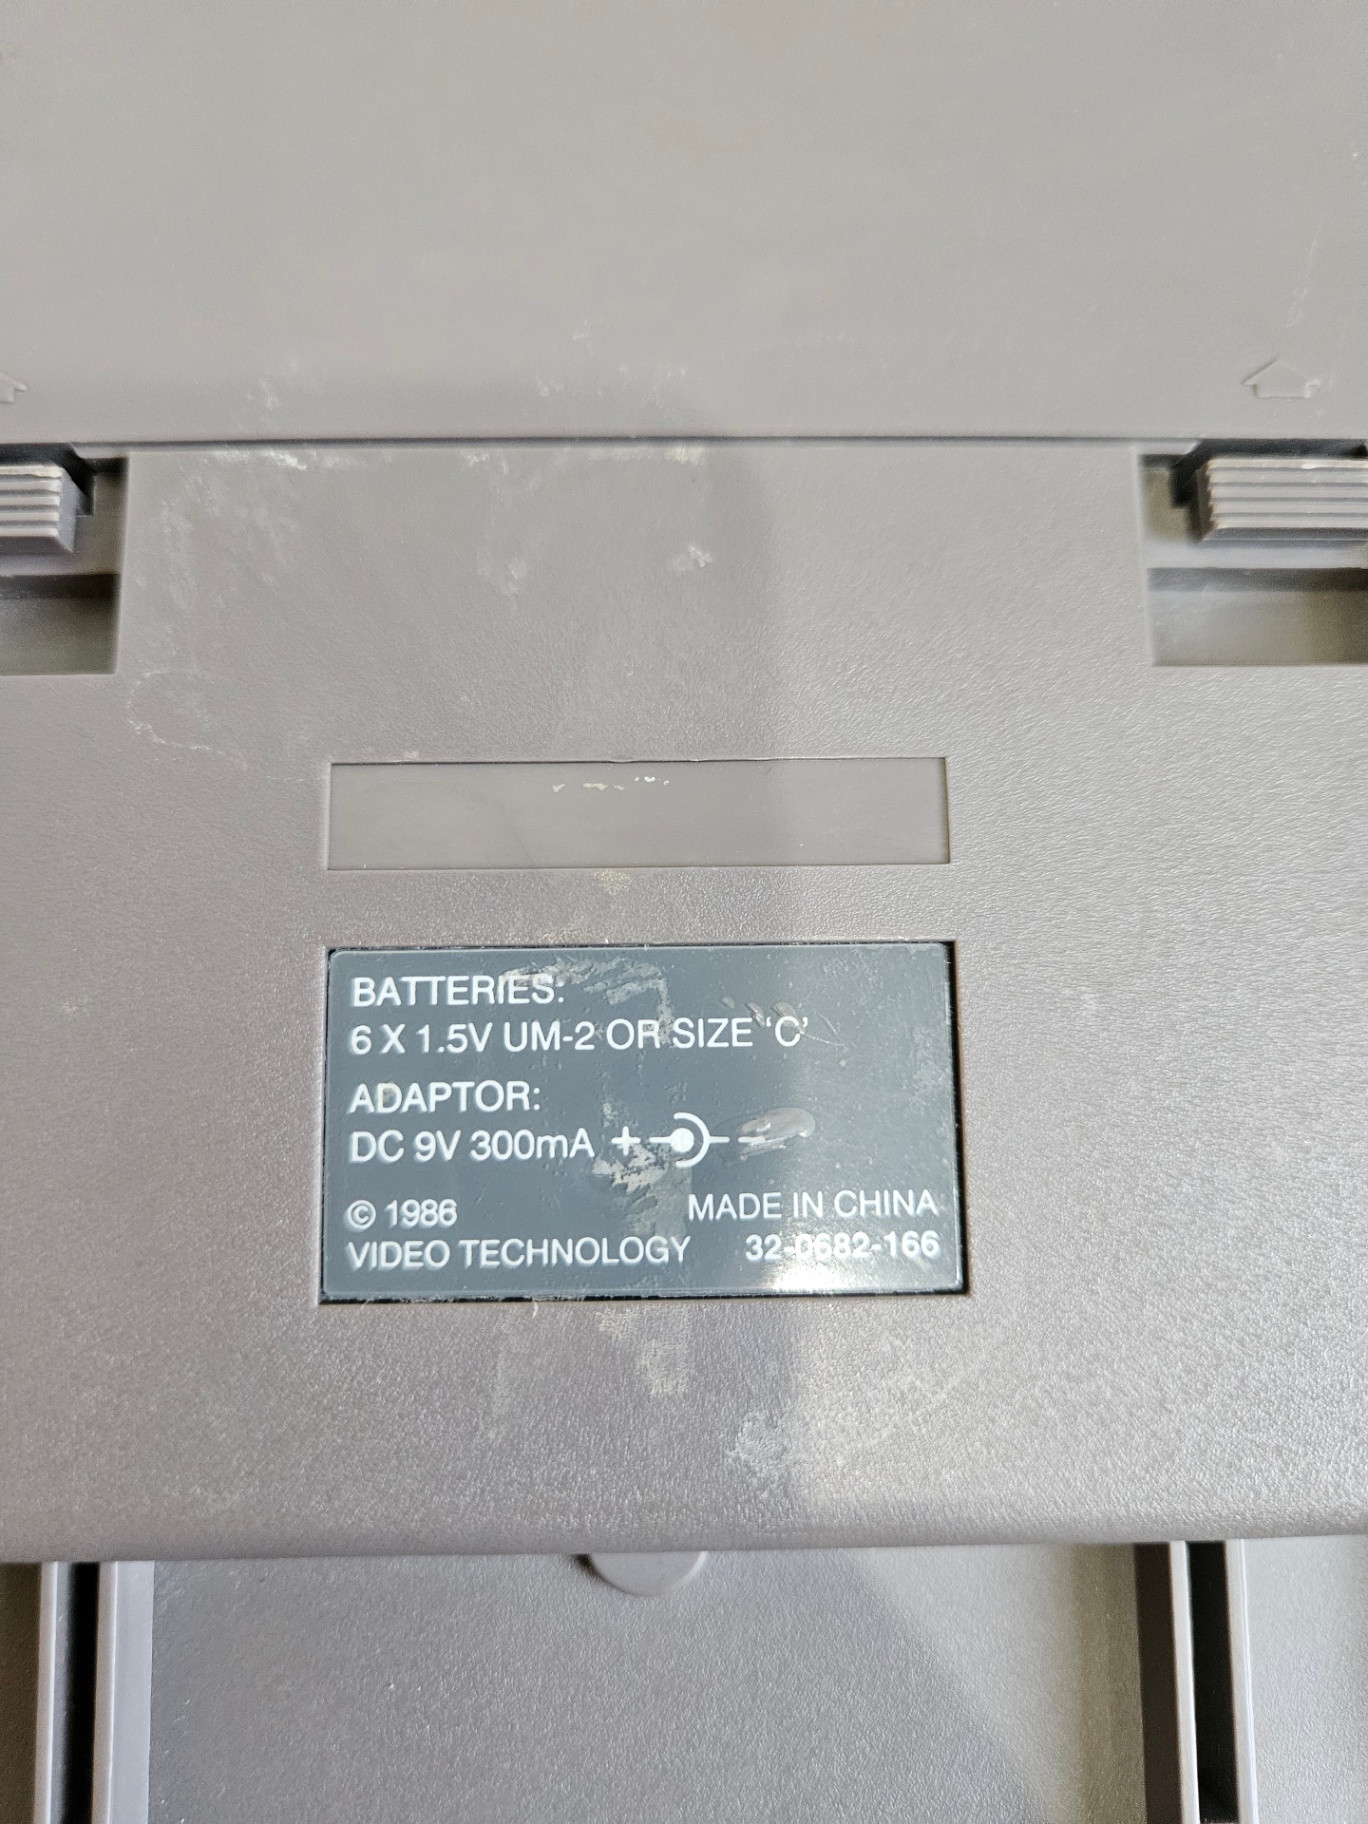 BATTERIES:
6 X 1.5V UM-2 OR SIZE 'C'
ADAPTOR:
DC 9V 300mA + -
© 1986 MADE IN CHINA
VIDEO TECHNOLOGY 32-0682-166